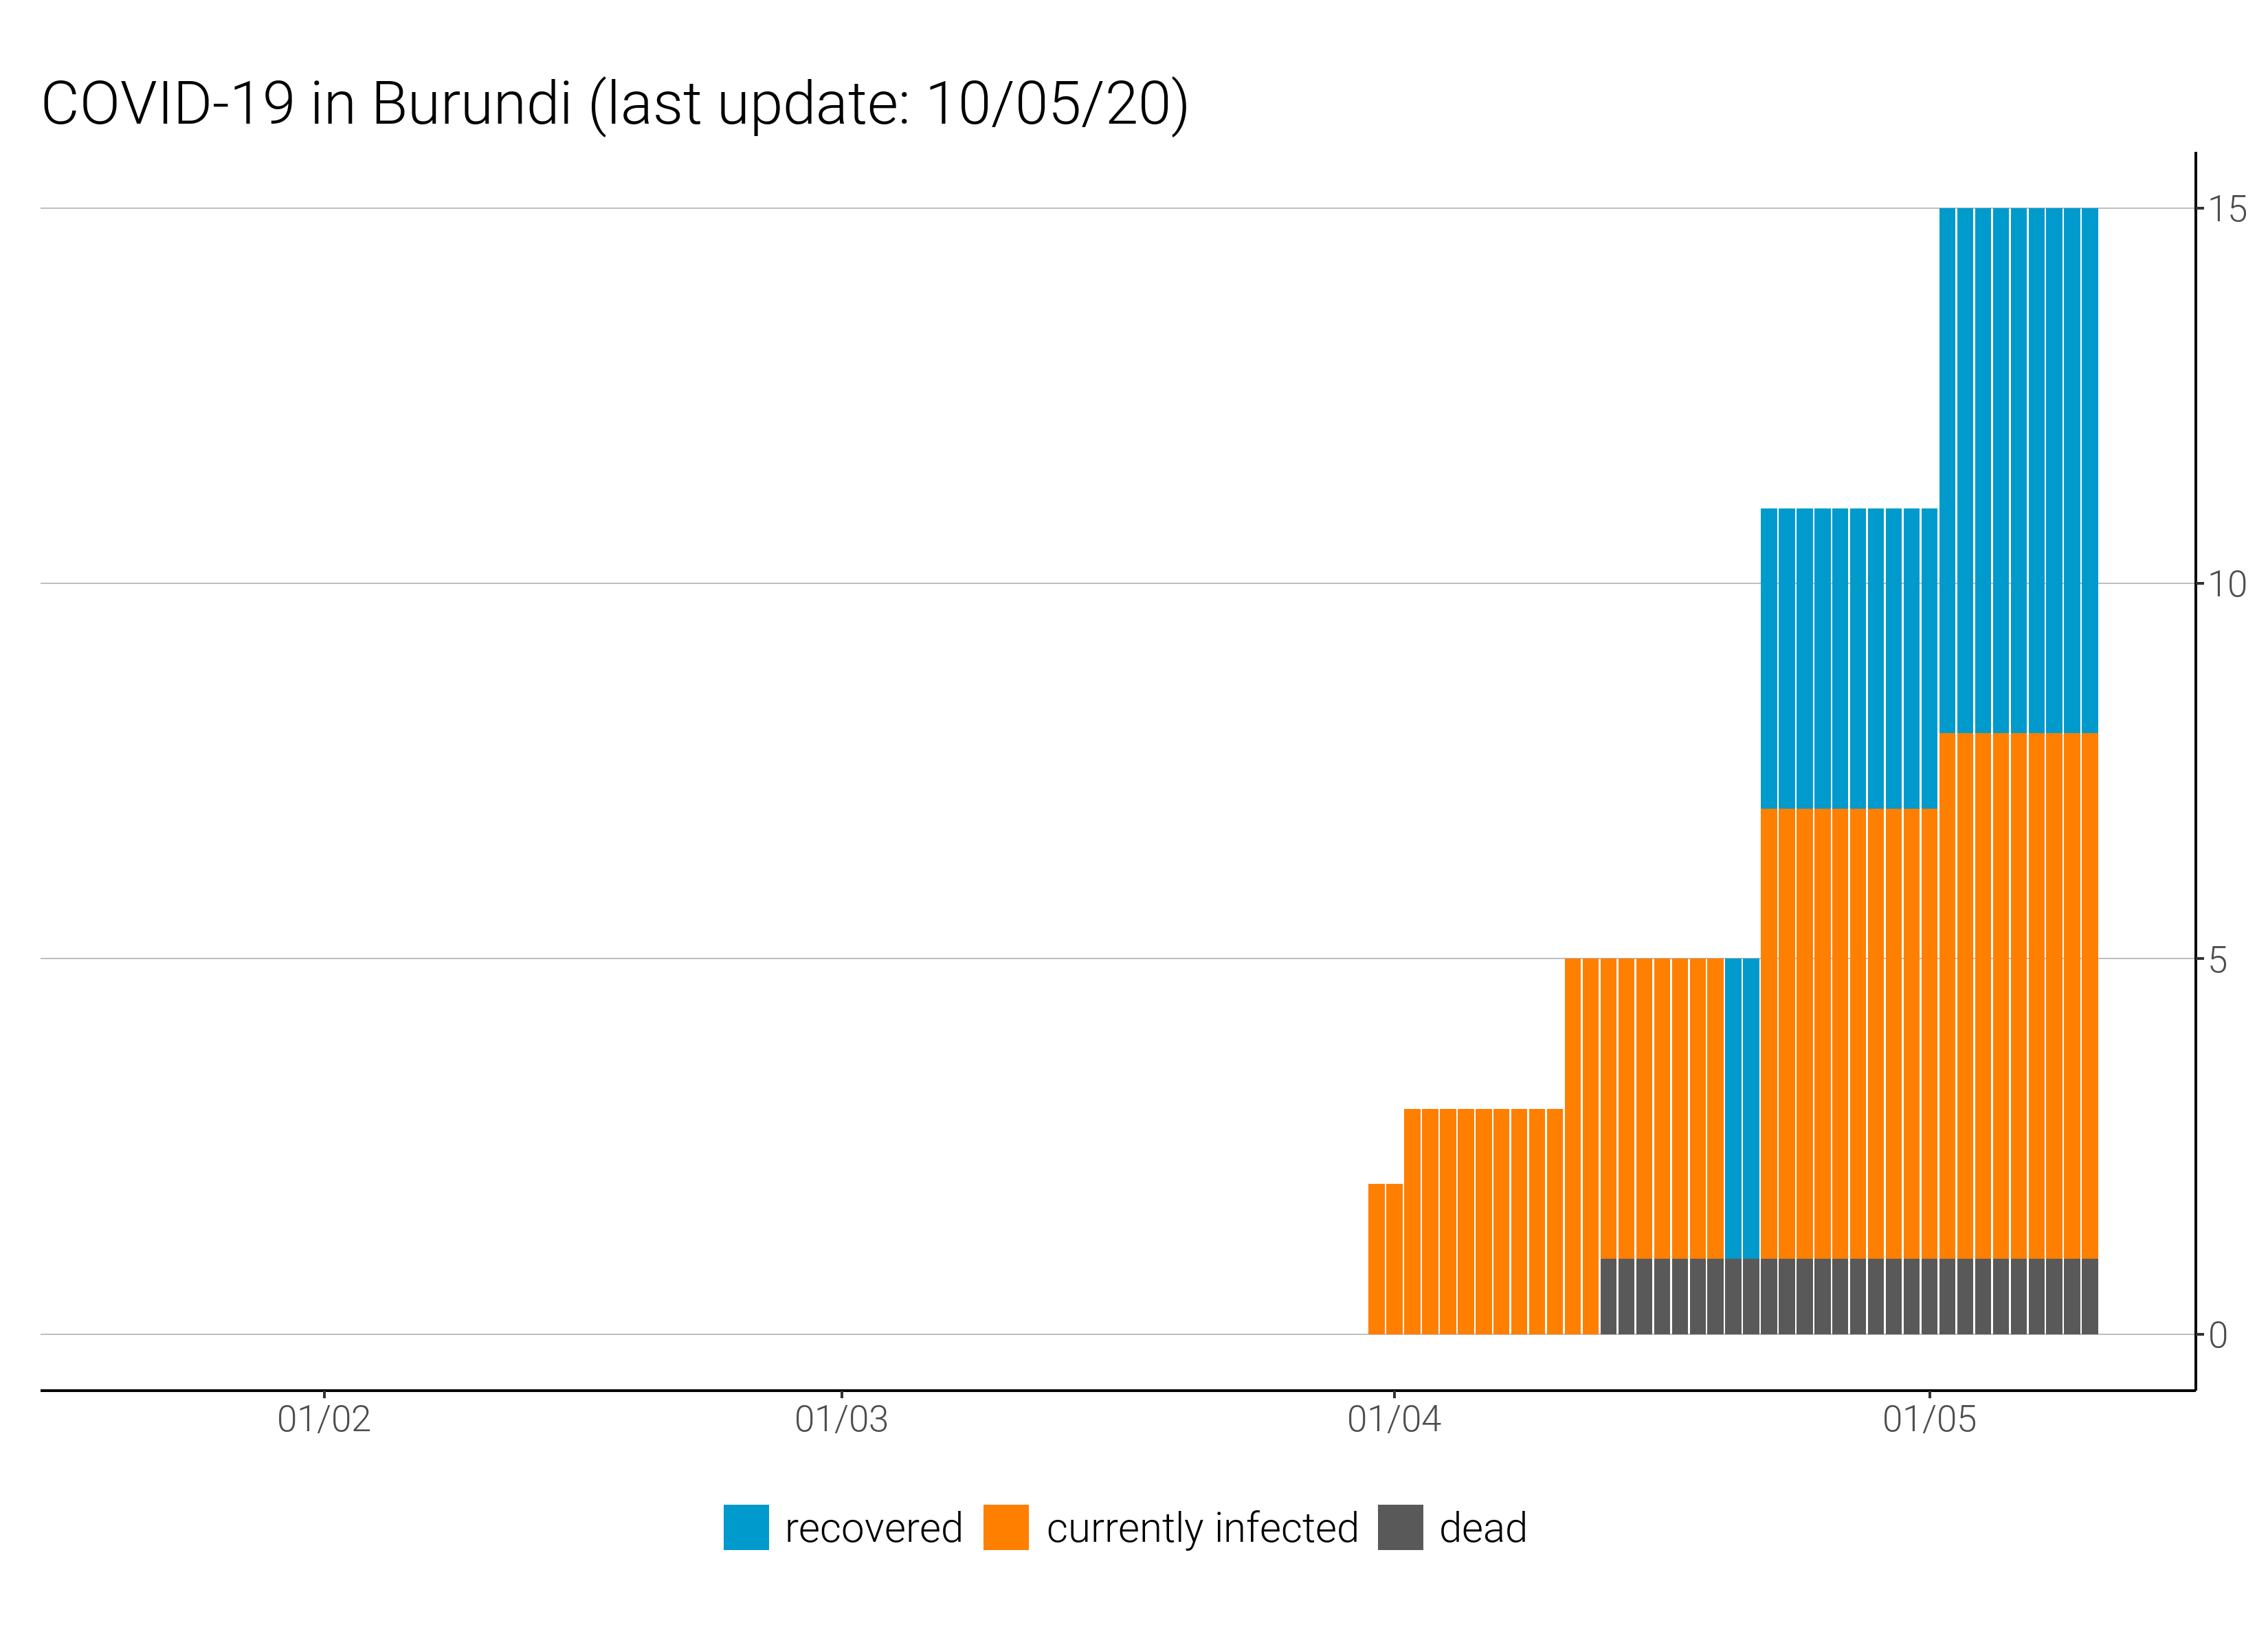 COVID-19 in Burundi (last update: 10/05/20)
15
10
5
0
01/02 01/03 01/04 01/05
recovered currently infected dead